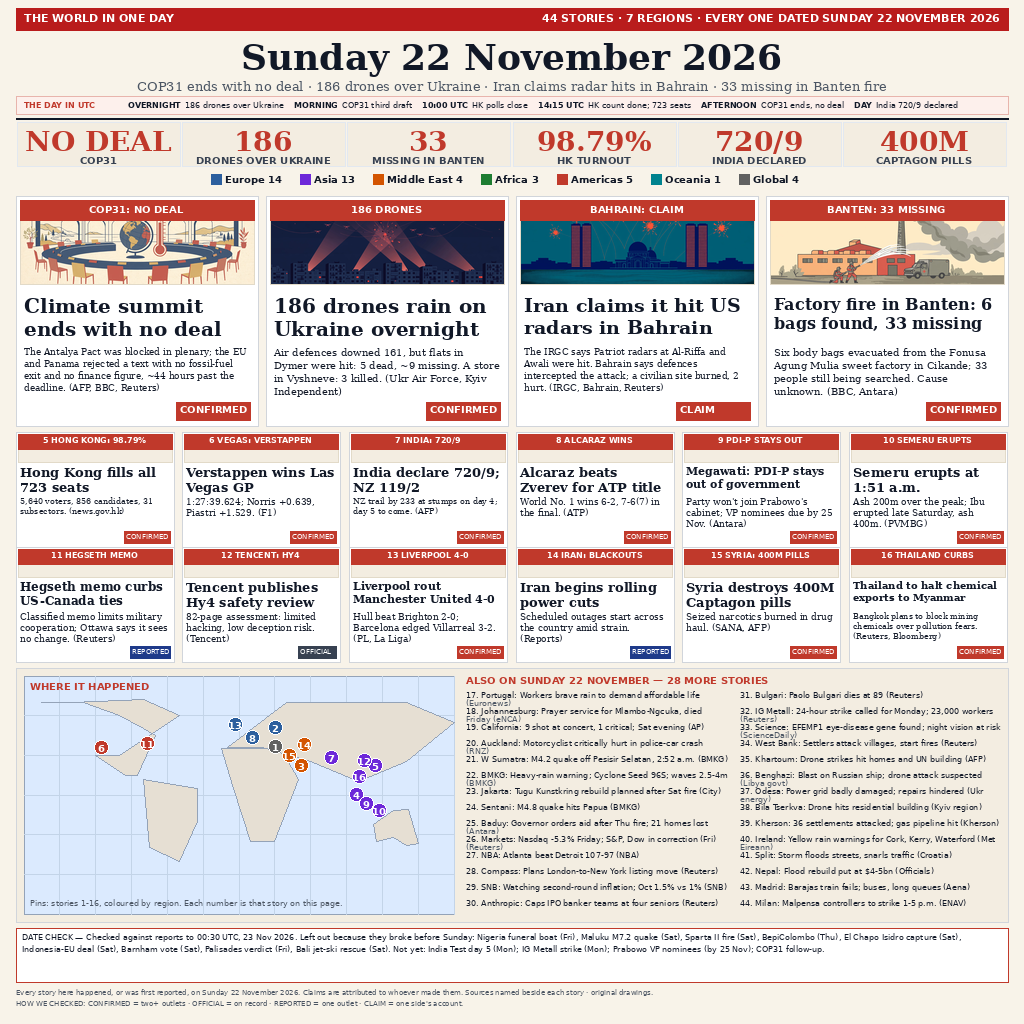 THE WORLD IN ONE DAY
44 STORIES · 7 REGIONS · EVERY ONE DATED SUNDAY 22 NOVEMBER 2026
Sunday 22 November 2026
COP31 ends with no deal · 186 drones over Ukraine · Iran claims radar hits in Bahrain · 33 missing in Banten fire
THE DAY IN UTC OVERNIGHT 186 drones over Ukraine MORNING COP31 third draft 10:00 UTC HK polls close 14:15 UTC HK count done; 723 seats AFTERNOON COP31 ends, no deal DAY India 720/9 declared
NO DEAL
COP31
186
DRONES OVER UKRAINE
33
MISSING IN BANTEN
98.79%
HK TURNOUT
720/9
INDIA DECLARED
400M
CAPTAGON PILLS
Europe 14
Asia 13
Middle East 4
Africa 3
Americas 5
Oceania 1
Global 4
COP31: NO DEAL
Climate summit
ends with no deal
The Antalya Pact was blocked in plenary; the EU
and Panama rejected a text with no fossil-fuel
exit and no finance figure, ~44 hours past the
deadline. (AFP, BBC, Reuters)
CONFIRMED
186 DRONES
186 drones rain on
Ukraine overnight
Air defences downed 161, but flats in
Dymer were hit: 5 dead, ~9 missing. A store
in Vyshneve: 3 killed. (Ukr Air Force, Kyiv
Independent)
CONFIRMED
BAHRAIN: CLAIM
Iran claims it hit US
radars in Bahrain
The IRGC says Patriot radars at Al-Riffa and
Awali were hit. Bahrain says defences
intercepted the attack; a civilian site burned, 2
hurt. (IRGC, Bahrain, Reuters)
CLAIM
BANTEN: 33 MISSING
Factory fire in Banten: 6
bags found, 33 missing
Six body bags evacuated from the Fonusa
Agung Mulia sweet factory in Cikande; 33
people still being searched. Cause
unknown. (BBC, Antara)
CONFIRMED
5 HONG KONG: 98.79%
Hong Kong fills all
723 seats
5,640 voters, 856 candidates, 31
subsectors. (news.gov.hk)
CONFIRMED
6 VEGAS: VERSTAPPEN
Verstappen wins Las
Vegas GP
1:27:39.624; Norris +0.639,
Piastri +1.529. (F1)
CONFIRMED
7 INDIA: 720/9
India declare 720/9;
NZ 119/2
NZ trail by 233 at stumps on day 4;
day 5 to come. (AFP)
CONFIRMED
8 ALCARAZ WINS
Alcaraz beats
Zverev for ATP title
World No. 1 wins 6-2, 7-6(7) in
the final. (ATP)
CONFIRMED
9 PDI-P STAYS OUT
Megawati: PDI-P stays
out of government
Party won't join Prabowo's
cabinet; VP nominees due by 25
Nov. (Antara)
CONFIRMED
10 SEMERU ERUPTS
Semeru erupts at
1:51 a.m.
Ash 200m over the peak; Ibu
erupted late Saturday, ash
400m. (PVMBG)
CONFIRMED
11 HEGSETH MEMO
Hegseth memo curbs
US-Canada ties
Classified memo limits military
cooperation; Ottawa says it sees
no change. (Reuters)
REPORTED
12 TENCENT: HY4
Tencent publishes
Hy4 safety review
82-page assessment: limited
hacking, low deception risk.
(Tencent)
OFFICIAL
13 LIVERPOOL 4-0
Liverpool rout
Manchester United 4-0
Hull beat Brighton 2-0;
Barcelona edged Villarreal 3-2.
(PL, La Liga)
CONFIRMED
14 IRAN: BLACKOUTS
Iran begins rolling
power cuts
Scheduled outages start across
the country amid strain.
(Reports)
REPORTED
15 SYRIA: 400M PILLS
Syria destroys 400M
Captagon pills
Seized narcotics burned in drug
haul. (SANA, AFP)
CONFIRMED
16 THAILAND CURBS
Thailand to halt chemical
exports to Myanmar
Bangkok plans to block mining
chemicals over pollution fears.
(Reuters, Bloomberg)
CONFIRMED
WHERE IT HAPPENED
13
2
8
11
6
1
14
15
3
7
12
5
16
4
9
10
Pins: stories 1-16, coloured by region. Each number is that story on this page.
ALSO ON SUNDAY 22 NOVEMBER — 28 MORE STORIES
17. Portugal: Workers brave rain to demand affordable life
(Euronews)
18. Johannesburg: Prayer service for Mlambo-Ngcuka, died
Friday (eNCA)
19. California: 9 shot at concert, 1 critical; Sat evening (AP)
20. Auckland: Motorcyclist critically hurt in police-car crash
(RNZ)
21. W Sumatra: M4.2 quake off Pesisir Selatan, 2:52 a.m. (BMKG)
22. BMKG: Heavy-rain warning; Cyclone Seed 96S; waves 2.5-4m
(BMKG)
23. Jakarta: Tugu Kunstkring rebuild planned after Sat fire (City)
24. Sentani: M4.8 quake hits Papua (BMKG)
25. Baduy: Governor orders aid after Thu fire; 21 homes lost
(Antara)
26. Markets: Nasdaq -5.3% Friday; S&P, Dow in correction (Fri)
(Reuters)
27. NBA: Atlanta beat Detroit 107-97 (NBA)
28. Compass: Plans London-to-New York listing move (Reuters)
29. SNB: Watching second-round inflation; Oct 1.5% vs 1% (SNB)
30. Anthropic: Caps IPO banker teams at four seniors (Reuters)
31. Bulgari: Paolo Bulgari dies at 89 (Reuters)
32. IG Metall: 24-hour strike called for Monday; 23,000 workers
(Reuters)
33. Science: EFEMP1 eye-disease gene found; night vision at risk
(ScienceDaily)
34. West Bank: Settlers attack villages, start fires (Reuters)
35. Khartoum: Drone strikes hit homes and UN building (AFP)
36. Benghazi: Blast on Russian ship; drone attack suspected
(Libya govt)
37. Odesa: Power grid badly damaged; repairs hindered (Ukr
energy)
38. Bila Tserkva: Drone hits residential building (Kyiv region)
39. Kherson: 36 settlements attacked; gas pipeline hit (Kherson)
40. Ireland: Yellow rain warnings for Cork, Kerry, Waterford (Met
Eireann)
41. Split: Storm floods streets, snarls traffic (Croatia)
42. Nepal: Flood rebuild put at $4-5bn (Officials)
43. Madrid: Barajas train fails; buses, long queues (Aena)
44. Milan: Malpensa controllers to strike 1-5 p.m. (ENAV)
DATE CHECK — Checked against reports to 00:30 UTC, 23 Nov 2026. Left out because they broke before Sunday: Nigeria funeral boat (Fri), Maluku M7.2 quake (Sat), Sparta II fire (Sat), BepiColombo (Thu), El Chapo Isidro capture (Sat),
Indonesia-EU deal (Sat), Barnham vote (Sat), Palisades verdict (Fri), Bali jet-ski rescue (Sat). Not yet: India Test day 5 (Mon); IG Metall strike (Mon); Prabowo VP nominees (by 25 Nov); COP31 follow-up.
Every story here happened, or was first reported, on Sunday 22 November 2026. Claims are attributed to whoever made them. Sources named beside each story · original drawings.
HOW WE CHECKED: CONFIRMED = two+ outlets · OFFICIAL = on record · REPORTED = one outlet · CLAIM = one side's account.